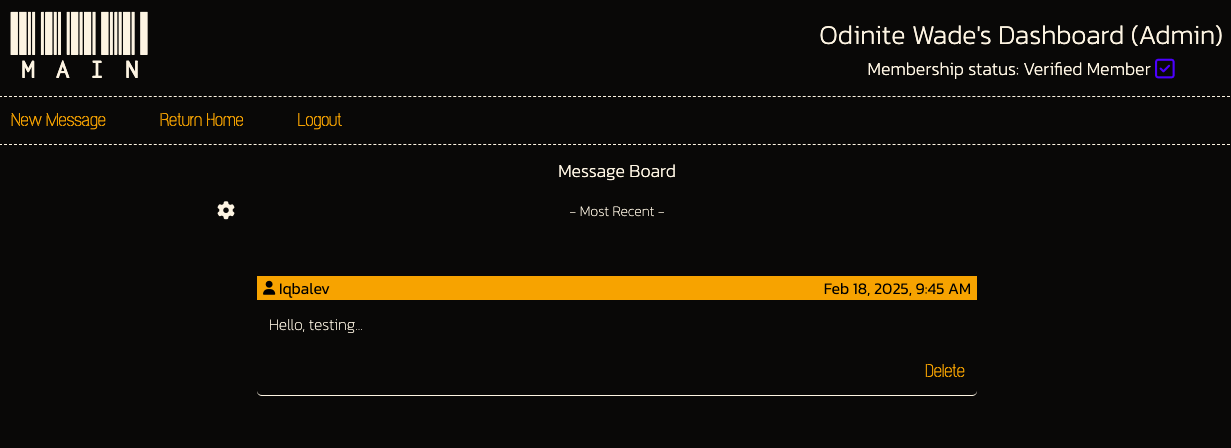 MAIN
Odinite Wade's Dashboard (Admin)
Membership status: Verified Member
New Message Return Home Logout
Message Board
- Most Recent -
Iqbalev Feb 18, 2025, 9:45 AM
Hello, testing...
Delete